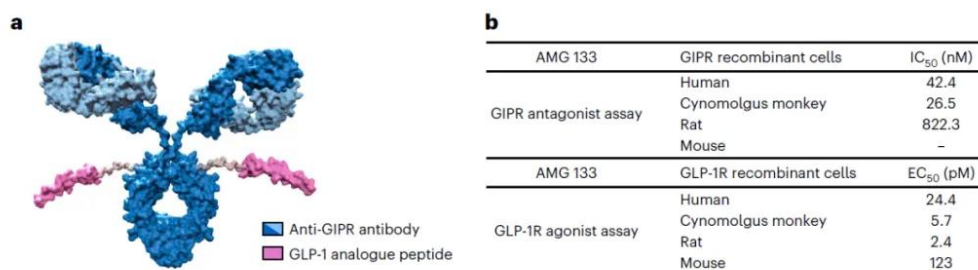 a
Anti-GIPR antibody
GLP-1 analogue peptide
b
AMG 133 GIPR recombinant cells IC50 (nM)
GIPR antagonist assay
Human 42.4
Cynomolgus monkey 26.5
Rat 822.3
Mouse –
AMG 133 GLP-1R recombinant cells EC50 (pM)
GLP-1R agonist assay
Human 24.4
Cynomolgus monkey 5.7
Rat 2.4
Mouse 123